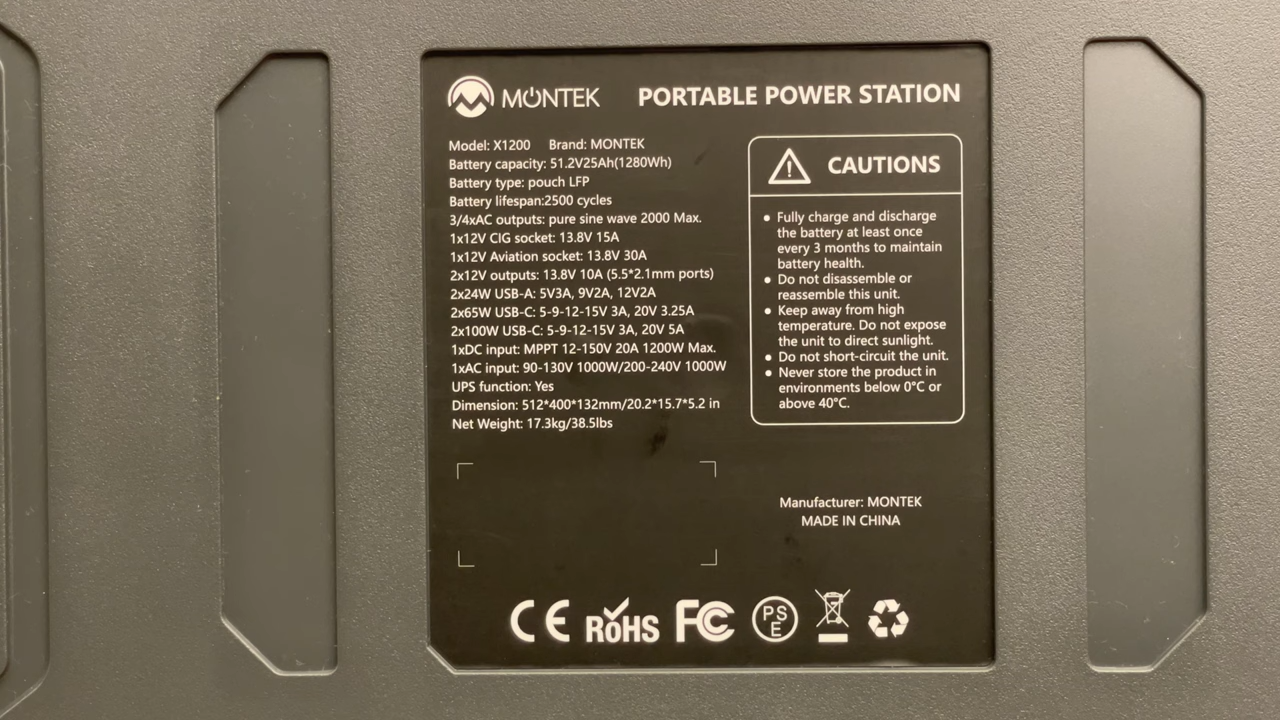 MONTEK
PORTABLE POWER STATION
Model: X1200 Brand: MONTEK
Battery capacity: 51.2V25Ah(1280Wh)
Battery type: pouch LFP
Battery lifespan:2500 cycles
3/4xAC outputs: pure sine wave 2000 Max.
1x12V CIG socket: 13.8V 15A
1x12V Aviation socket: 13.8V 30A
2x12V outputs: 13.8V 10A (5.5*2.1mm ports)
2x24W USB-A: 5V3A, 9V2A, 12V2A
2x65W USB-C: 5-9-12-15V 3A, 20V 3.25A
2x100W USB-C: 5-9-12-15V 3A, 20V 5A
1xDC input: MPPT 12-150V 20A 1200W Max.
1xAC input: 90-130V 1000W/200-240V 1000W
UPS function: Yes
Dimension: 512*400*132mm/20.2*15.7*5.2 in
Net Weight: 17.3kg/38.5lbs
CAUTIONS
• Fully charge and discharge
the battery at least once
every 3 months to maintain
battery health.
• Do not disassemble or
reassemble this unit.
• Keep away from high
temperature. Do not expose
the unit to direct sunlight.
• Do not short-circuit the unit.
• Never store the product in
environments below 0°C or
above 40°C.
Manufacturer: MONTEK
MADE IN CHINA
CE RoHS FC PSE